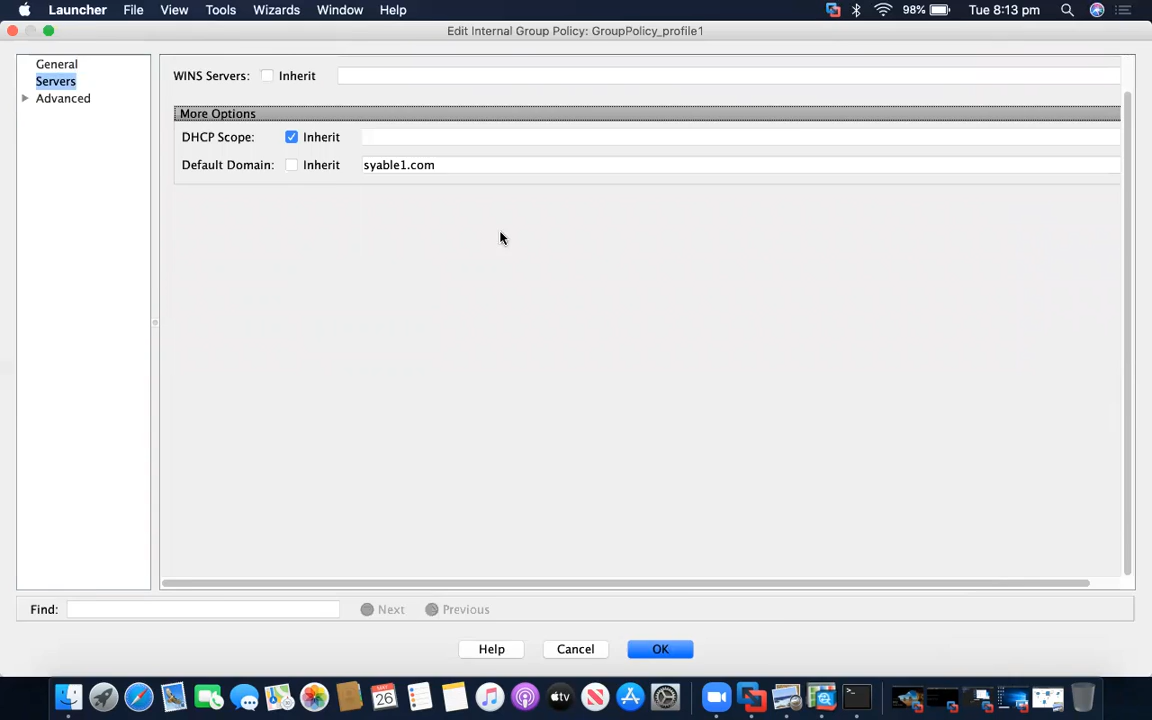 Launcher File View Tools Wizards Window Help 98% Tue 8:13 pm
Edit Internal Group Policy: GroupPolicy_profile1
General
Servers
Advanced
WINS Servers: Inherit
More Options
DHCP Scope: Inherit
Default Domain: Inherit syable1.com
Find: Next Previous
Help Cancel OK
26
tv